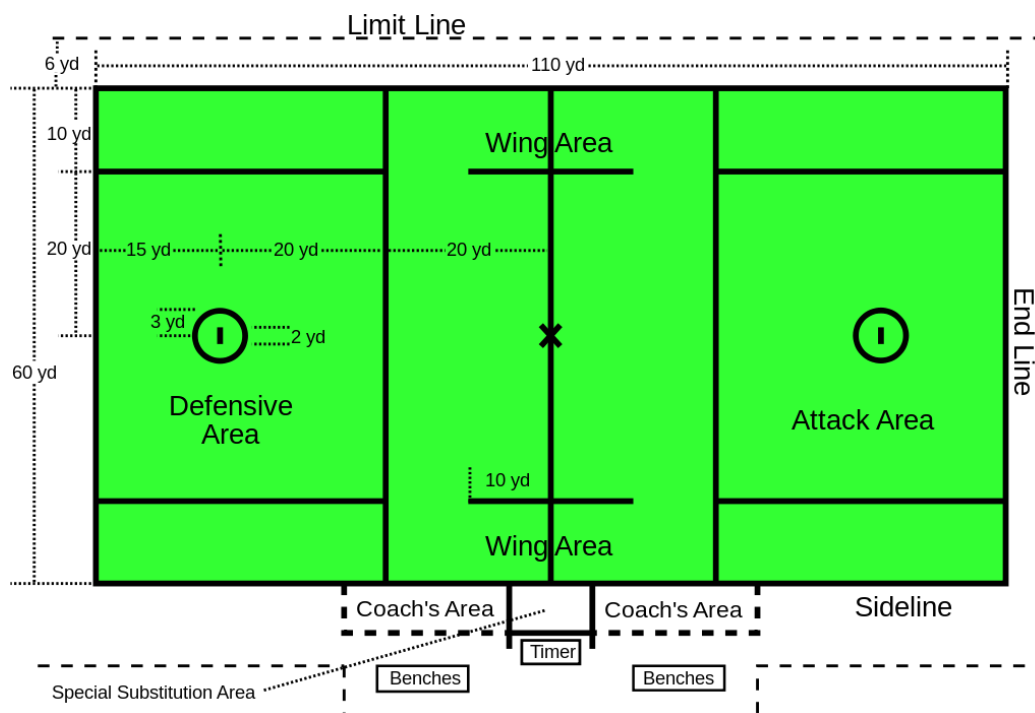 Limit Line
6 yd
110 yd
10 yd
Wing Area
20 yd
15 yd
20 yd
20 yd
3 yd
2 yd
End Line
60 yd
Defensive
Area
Attack Area
10 yd
Wing Area
Coach's Area
Coach's Area
Sideline
Timer
Benches
Benches
Special Substitution Area